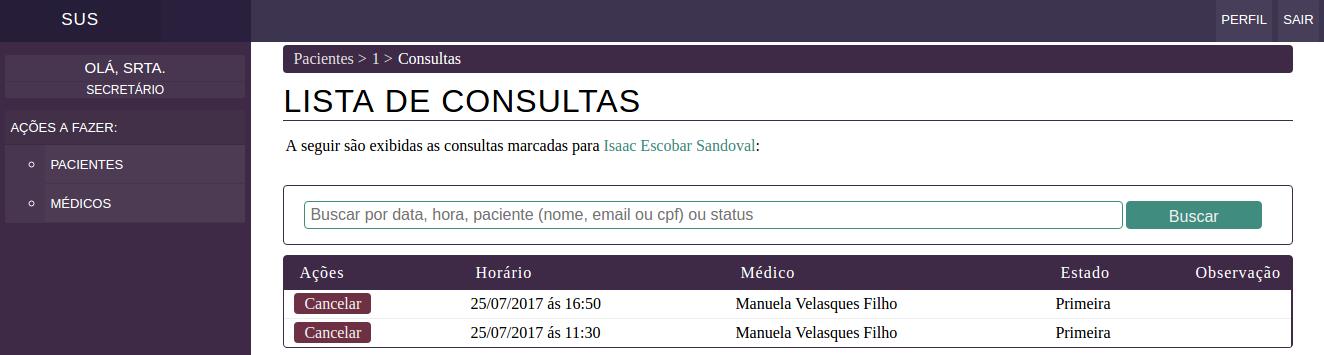 SUS
PERFIL SAIR
OLÁ, SRTA.
SECRETÁRIO
AÇÕES A FAZER:
PACIENTES
MÉDICOS
Pacientes > 1 > Consultas
LISTA DE CONSULTAS
A seguir são exibidas as consultas marcadas para Isaac Escobar Sandoval:
Buscar por data, hora, paciente (nome, email ou cpf) ou status Buscar
Ações Horário Médico Estado Observação
Cancelar 25/07/2017 ás 16:50 Manuela Velasques Filho Primeira
Cancelar 25/07/2017 ás 11:30 Manuela Velasques Filho Primeira